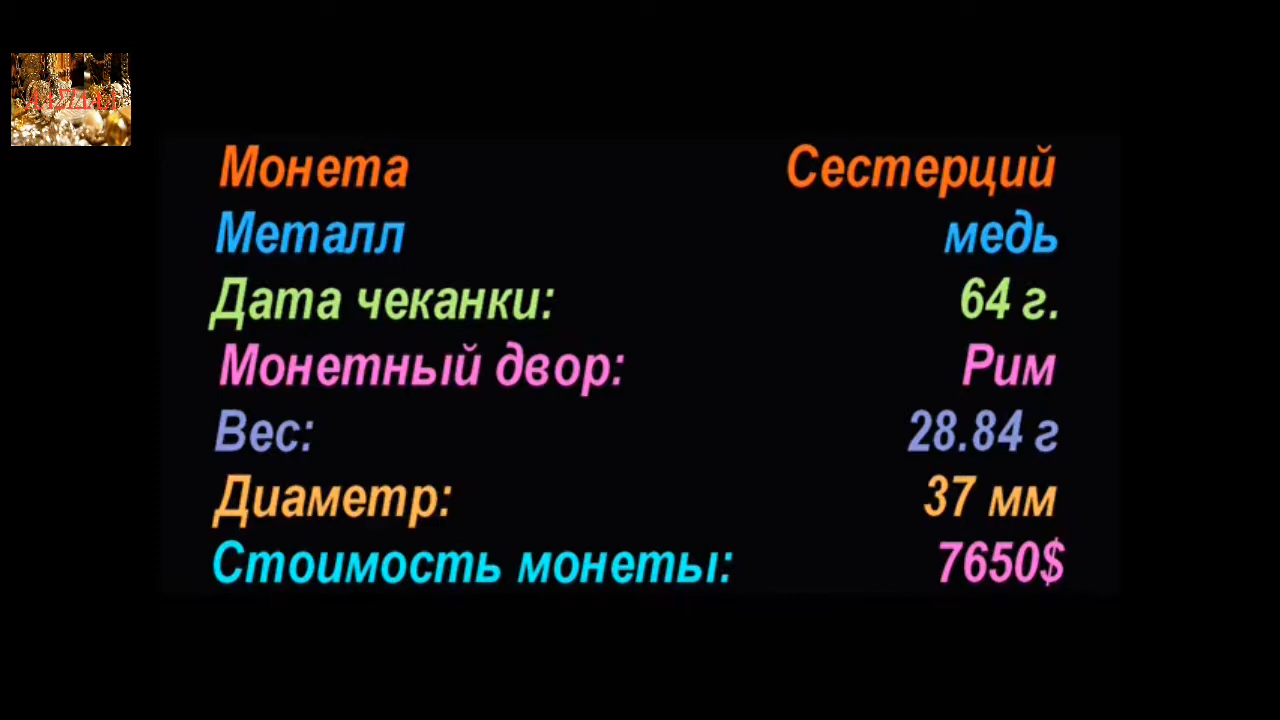 Монета Сестерций
Металл медь
Дата чеканки: 64 г.
Монетный двор: Рим
Вес: 28.84 г
Диаметр: 37 мм
Стоимость монеты: 7650$